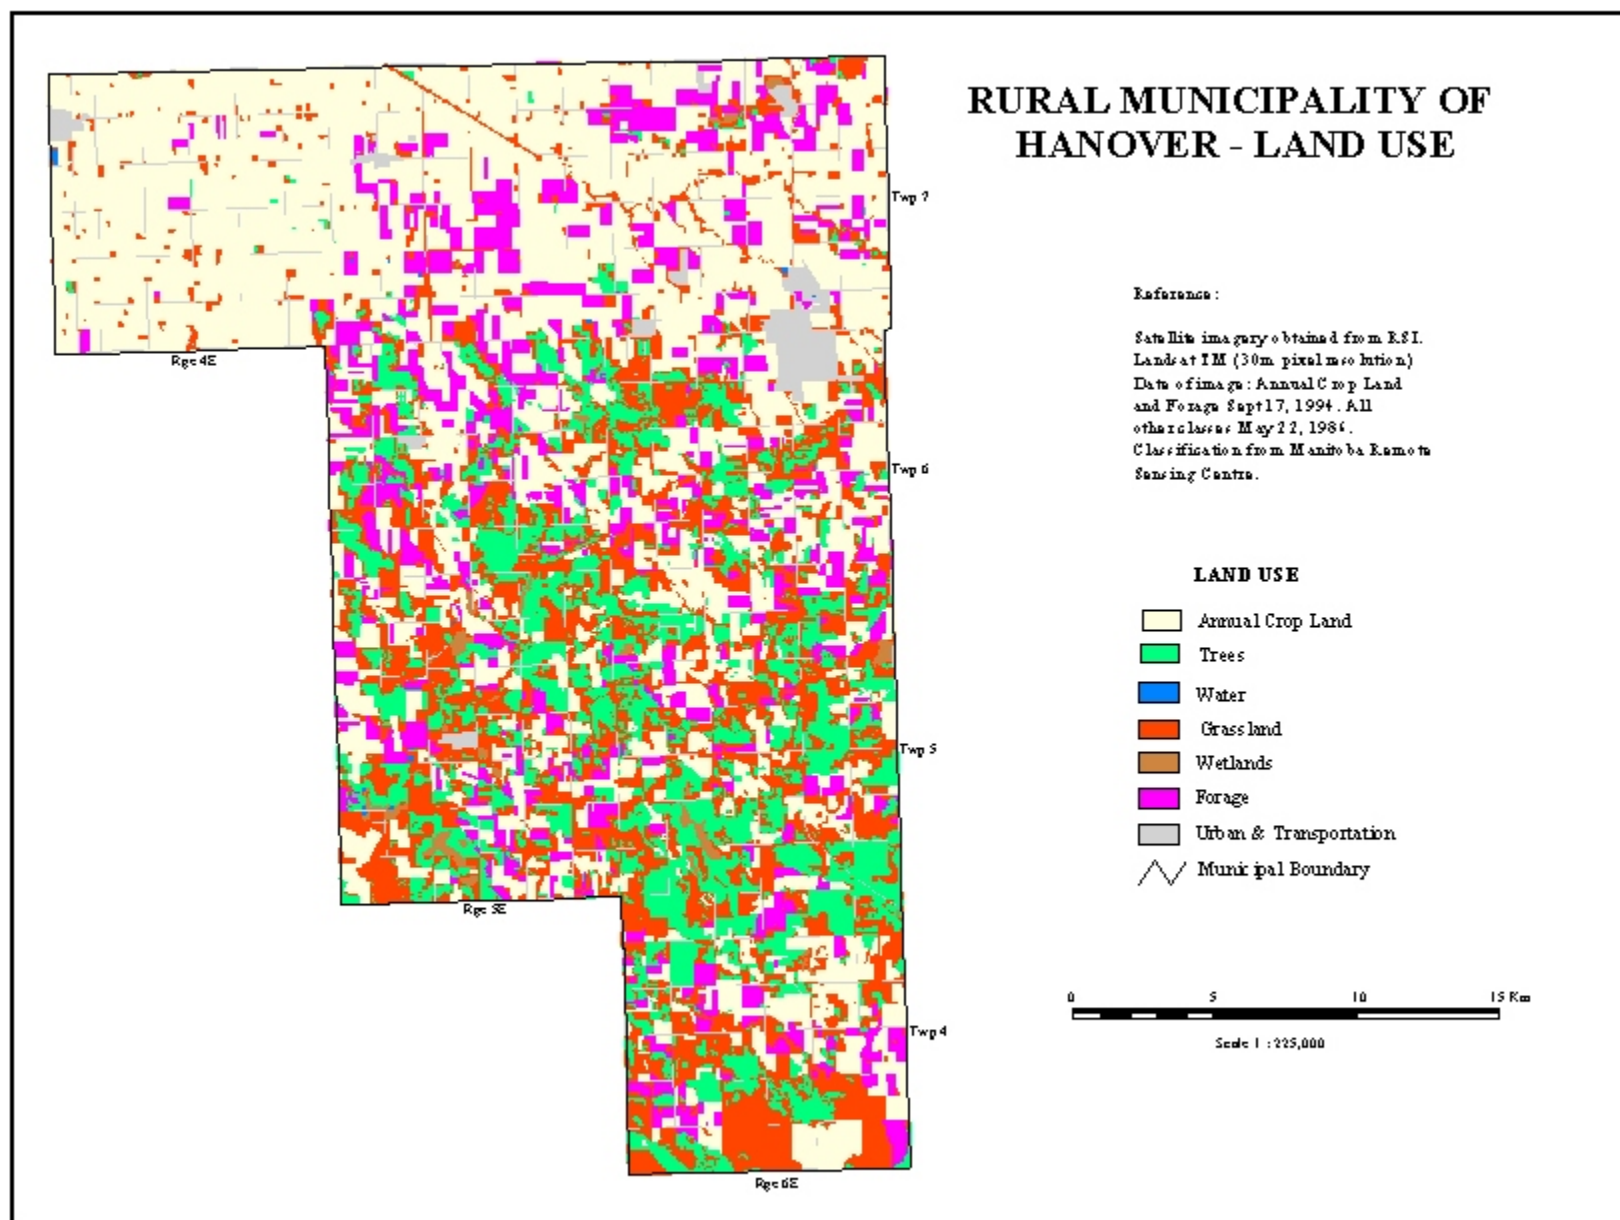 RURAL MUNICIPALITY OF
HANOVER - LAND USE
Twp 7
Reference:
Satellite imagery obtained from RSI.
Landsat TM (30m pixel resolution)
Date of image: Annual Crop Land
and Forage Sept 17, 1994. All
other classes May 22, 1986.
Classification from Manitoba Remote
Sensing Centre.
Rge 4E
Twp 6
LAND USE
Annual Crop Land
Trees
Water
Grassland
Wetlands
Forage
Urban & Transportation
Municipal Boundary
Twp 5
Rge 5E
0 5 10 15 Km
Scale 1 : 225,000
Twp 4
Rge 6E